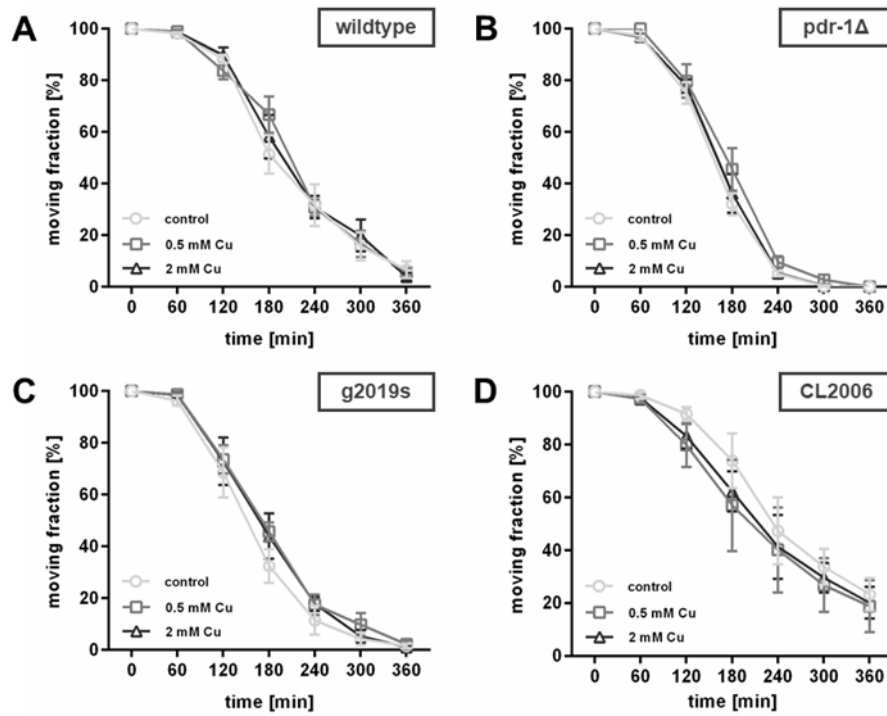 A
wildtype
moving fraction [%]
100
80
60
40
20
0
control
0.5 mM Cu
2 mM Cu
0 60 120 180 240 300 360
time [min]
B
pdr-1Δ
moving fraction [%]
100
80
60
40
20
0
control
0.5 mM Cu
2 mM Cu
0 60 120 180 240 300 360
time [min]
C
g2019s
moving fraction [%]
100
80
60
40
20
0
control
0.5 mM Cu
2 mM Cu
0 60 120 180 240 300 360
time [min]
D
CL2006
moving fraction [%]
100
80
60
40
20
0
control
0.5 mM Cu
2 mM Cu
0 60 120 180 240 300 360
time [min]